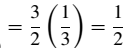 = 3/2 (1/3) = 1/2